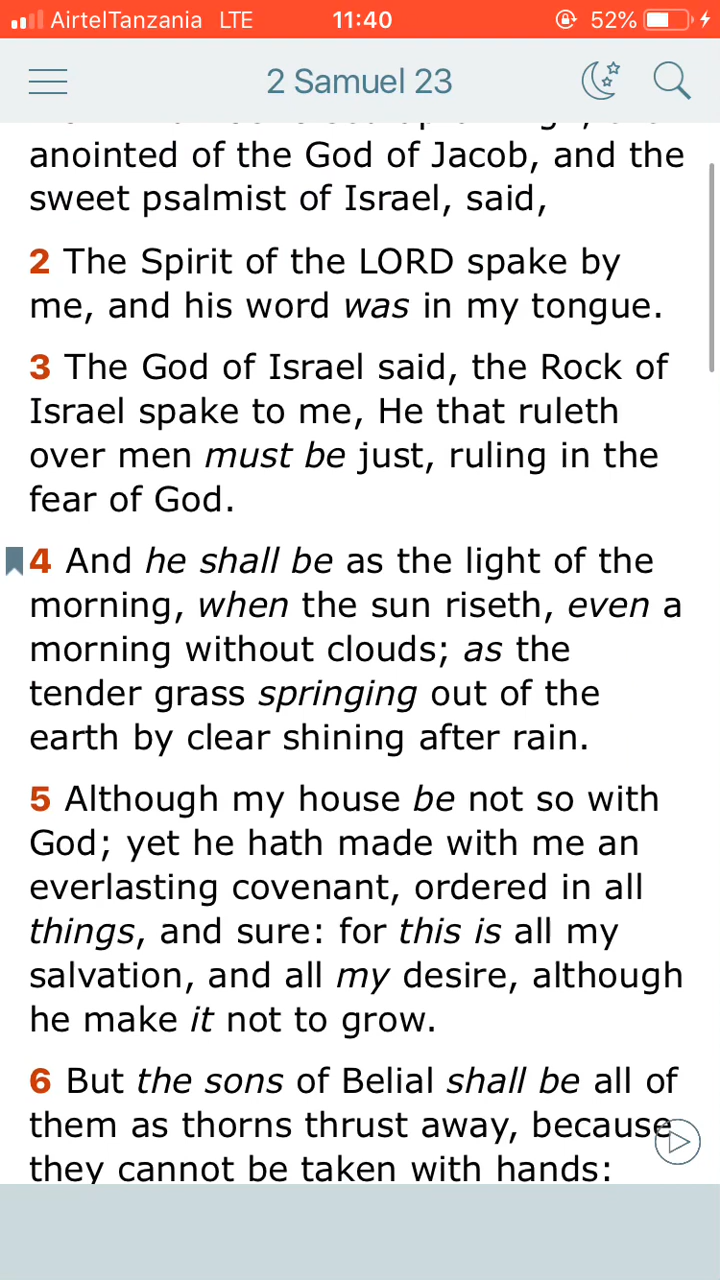 AirtelTanzania LTE 11:40 52%
2 Samuel 23
anointed of the God of Jacob, and the
sweet psalmist of Israel, said,
2 The Spirit of the LORD spake by
me, and his word was in my tongue.
3 The God of Israel said, the Rock of
Israel spake to me, He that ruleth
over men must be just, ruling in the
fear of God.
4 And he shall be as the light of the
morning, when the sun riseth, even a
morning without clouds; as the
tender grass springing out of the
earth by clear shining after rain.
5 Although my house be not so with
God; yet he hath made with me an
everlasting covenant, ordered in all
things, and sure: for this is all my
salvation, and all my desire, although
he make it not to grow.
6 But the sons of Belial shall be all of
them as thorns thrust away, because
they cannot be taken with hands: